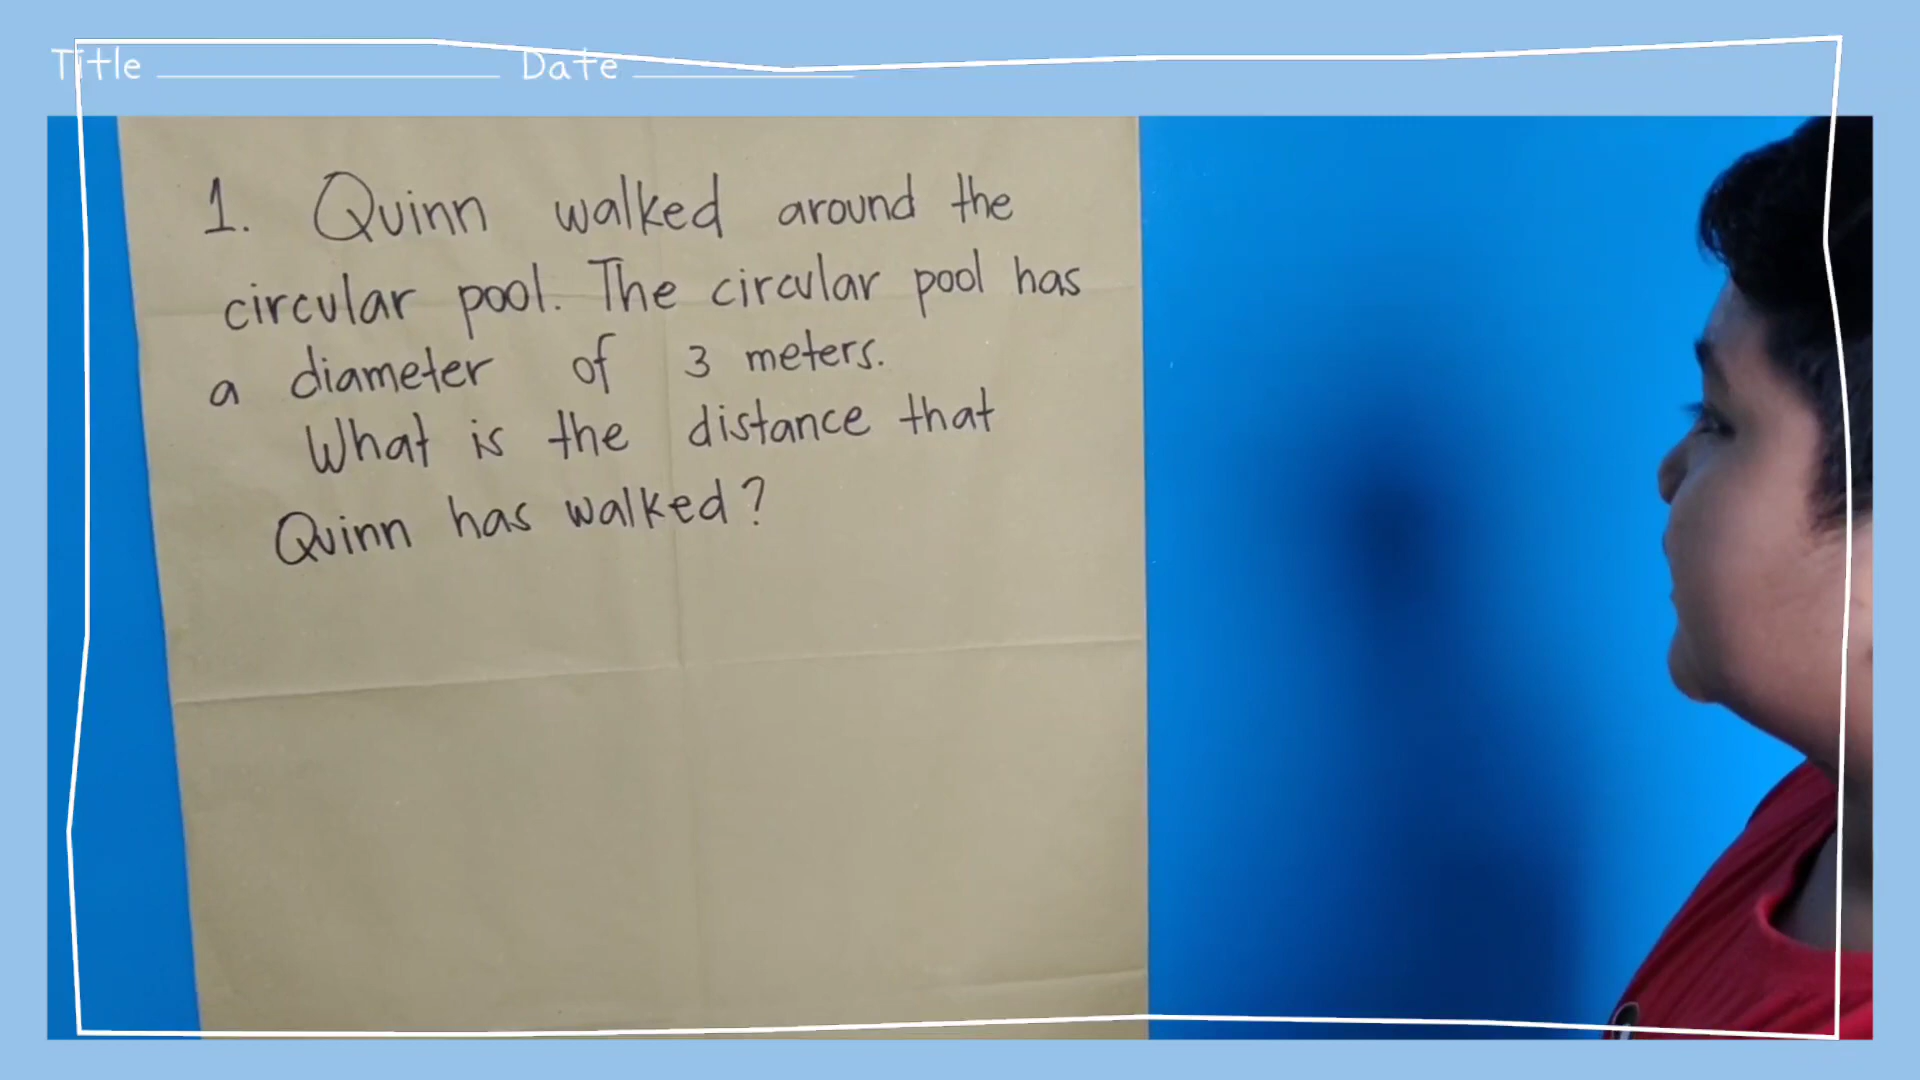 Title Date
1. Quinn walked around the
circular pool. The circular pool has
a diameter of 3 meters.
What is the distance that
Quinn has walked?